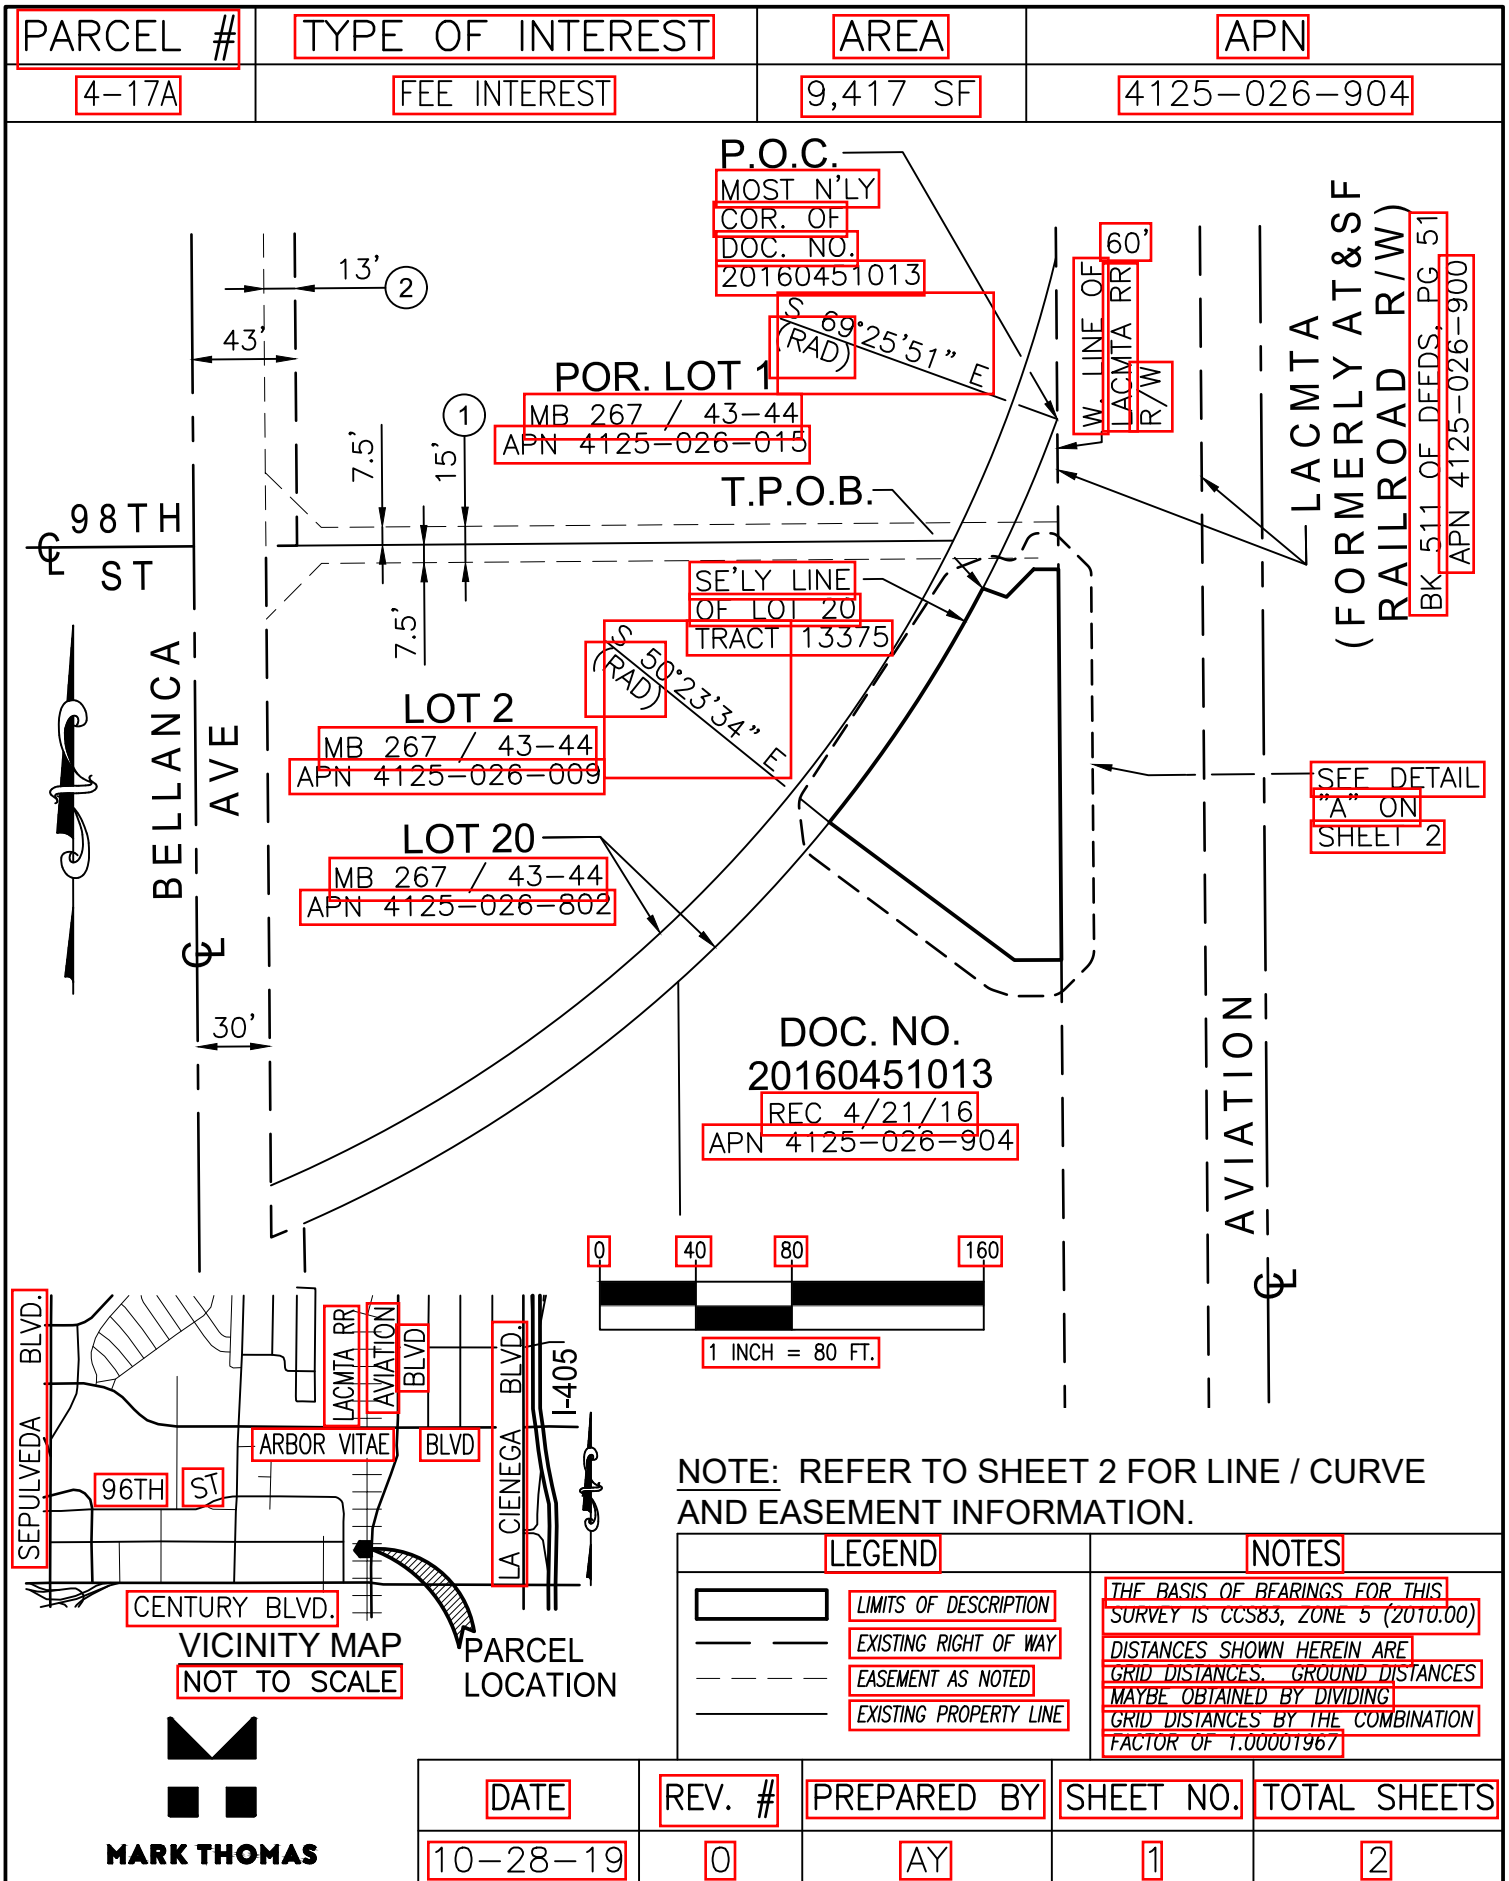 PARCEL # TYPE OF INTEREST AREA APN
4-17A FEE INTEREST 9,417 SF 4125-026-904
P.O.C.
MOST N'LY
COR. OF
DOC. NO.
20160451013
S 69°25'51" E
(RAD)
60'
W. LINE OF
LACMTA RR
R/W
LACMTA
(FORMERLY AT&SF
RAILROAD R/W)
BK 511 OF DEEDS, PG 51
APN 4125-026-900
13'
2
43'
POR. LOT 1
MB 267 / 43-44
APN 4125-026-015
1
7.5'
15'
T.P.O.B.
98TH
ST
7.5'
SE'LY LINE
OF LOT 20
TRACT 13375
S 50°23'34" E
(RAD)
BELLANCA
AVE
LOT 2
MB 267 / 43-44
APN 4125-026-009
SEE DETAIL
"A" ON
SHEET 2
LOT 20
MB 267 / 43-44
APN 4125-026-802
30'
DOC. NO.
20160451013
REC 4/21/16
APN 4125-026-904
AVIATION
0 40 80 160
1 INCH = 80 FT.
SEPULVEDA BLVD.
LACMTA RR
AVIATION
BLVD
LA CIENEGA BLVD.
I-405
ARBOR VITAE BLVD
96TH ST
CENTURY BLVD.
VICINITY MAP
NOT TO SCALE
PARCEL
LOCATION
NOTE: REFER TO SHEET 2 FOR LINE / CURVE
AND EASEMENT INFORMATION.
LEGEND
LIMITS OF DESCRIPTION
EXISTING RIGHT OF WAY
EASEMENT AS NOTED
EXISTING PROPERTY LINE
NOTES
THE BASIS OF BEARINGS FOR THIS
SURVEY IS CCS83, ZONE 5 (2010.00)
DISTANCES SHOWN HEREIN ARE
GRID DISTANCES. GROUND DISTANCES
MAYBE OBTAINED BY DIVIDING
GRID DISTANCES BY THE COMBINATION
FACTOR OF 1.00001967
MARK THOMAS
DATE REV. # PREPARED BY SHEET NO. TOTAL SHEETS
10-28-19 0 AY 1 2